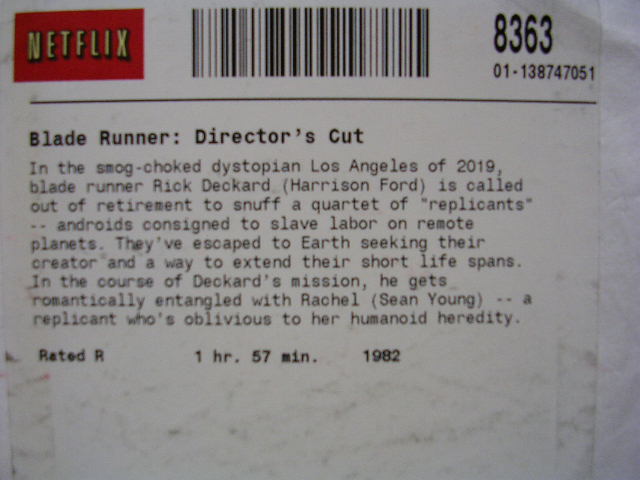 NETFLIX
8363
01-138747051
Blade Runner: Director's Cut
In the smog-choked dystopian Los Angeles of 2019,
blade runner Rick Deckard (Harrison Ford) is called
out of retirement to snuff a quartet of "replicants"
-- androids consigned to slave labor on remote
planets. They've escaped to Earth seeking their
creator and a way to extend their short life spans.
In the course of Deckard's mission, he gets
romantically entangled with Rachel (Sean Young) -- a
replicant who's oblivious to her humanoid heredity.
Rated R 1 hr. 57 min. 1982